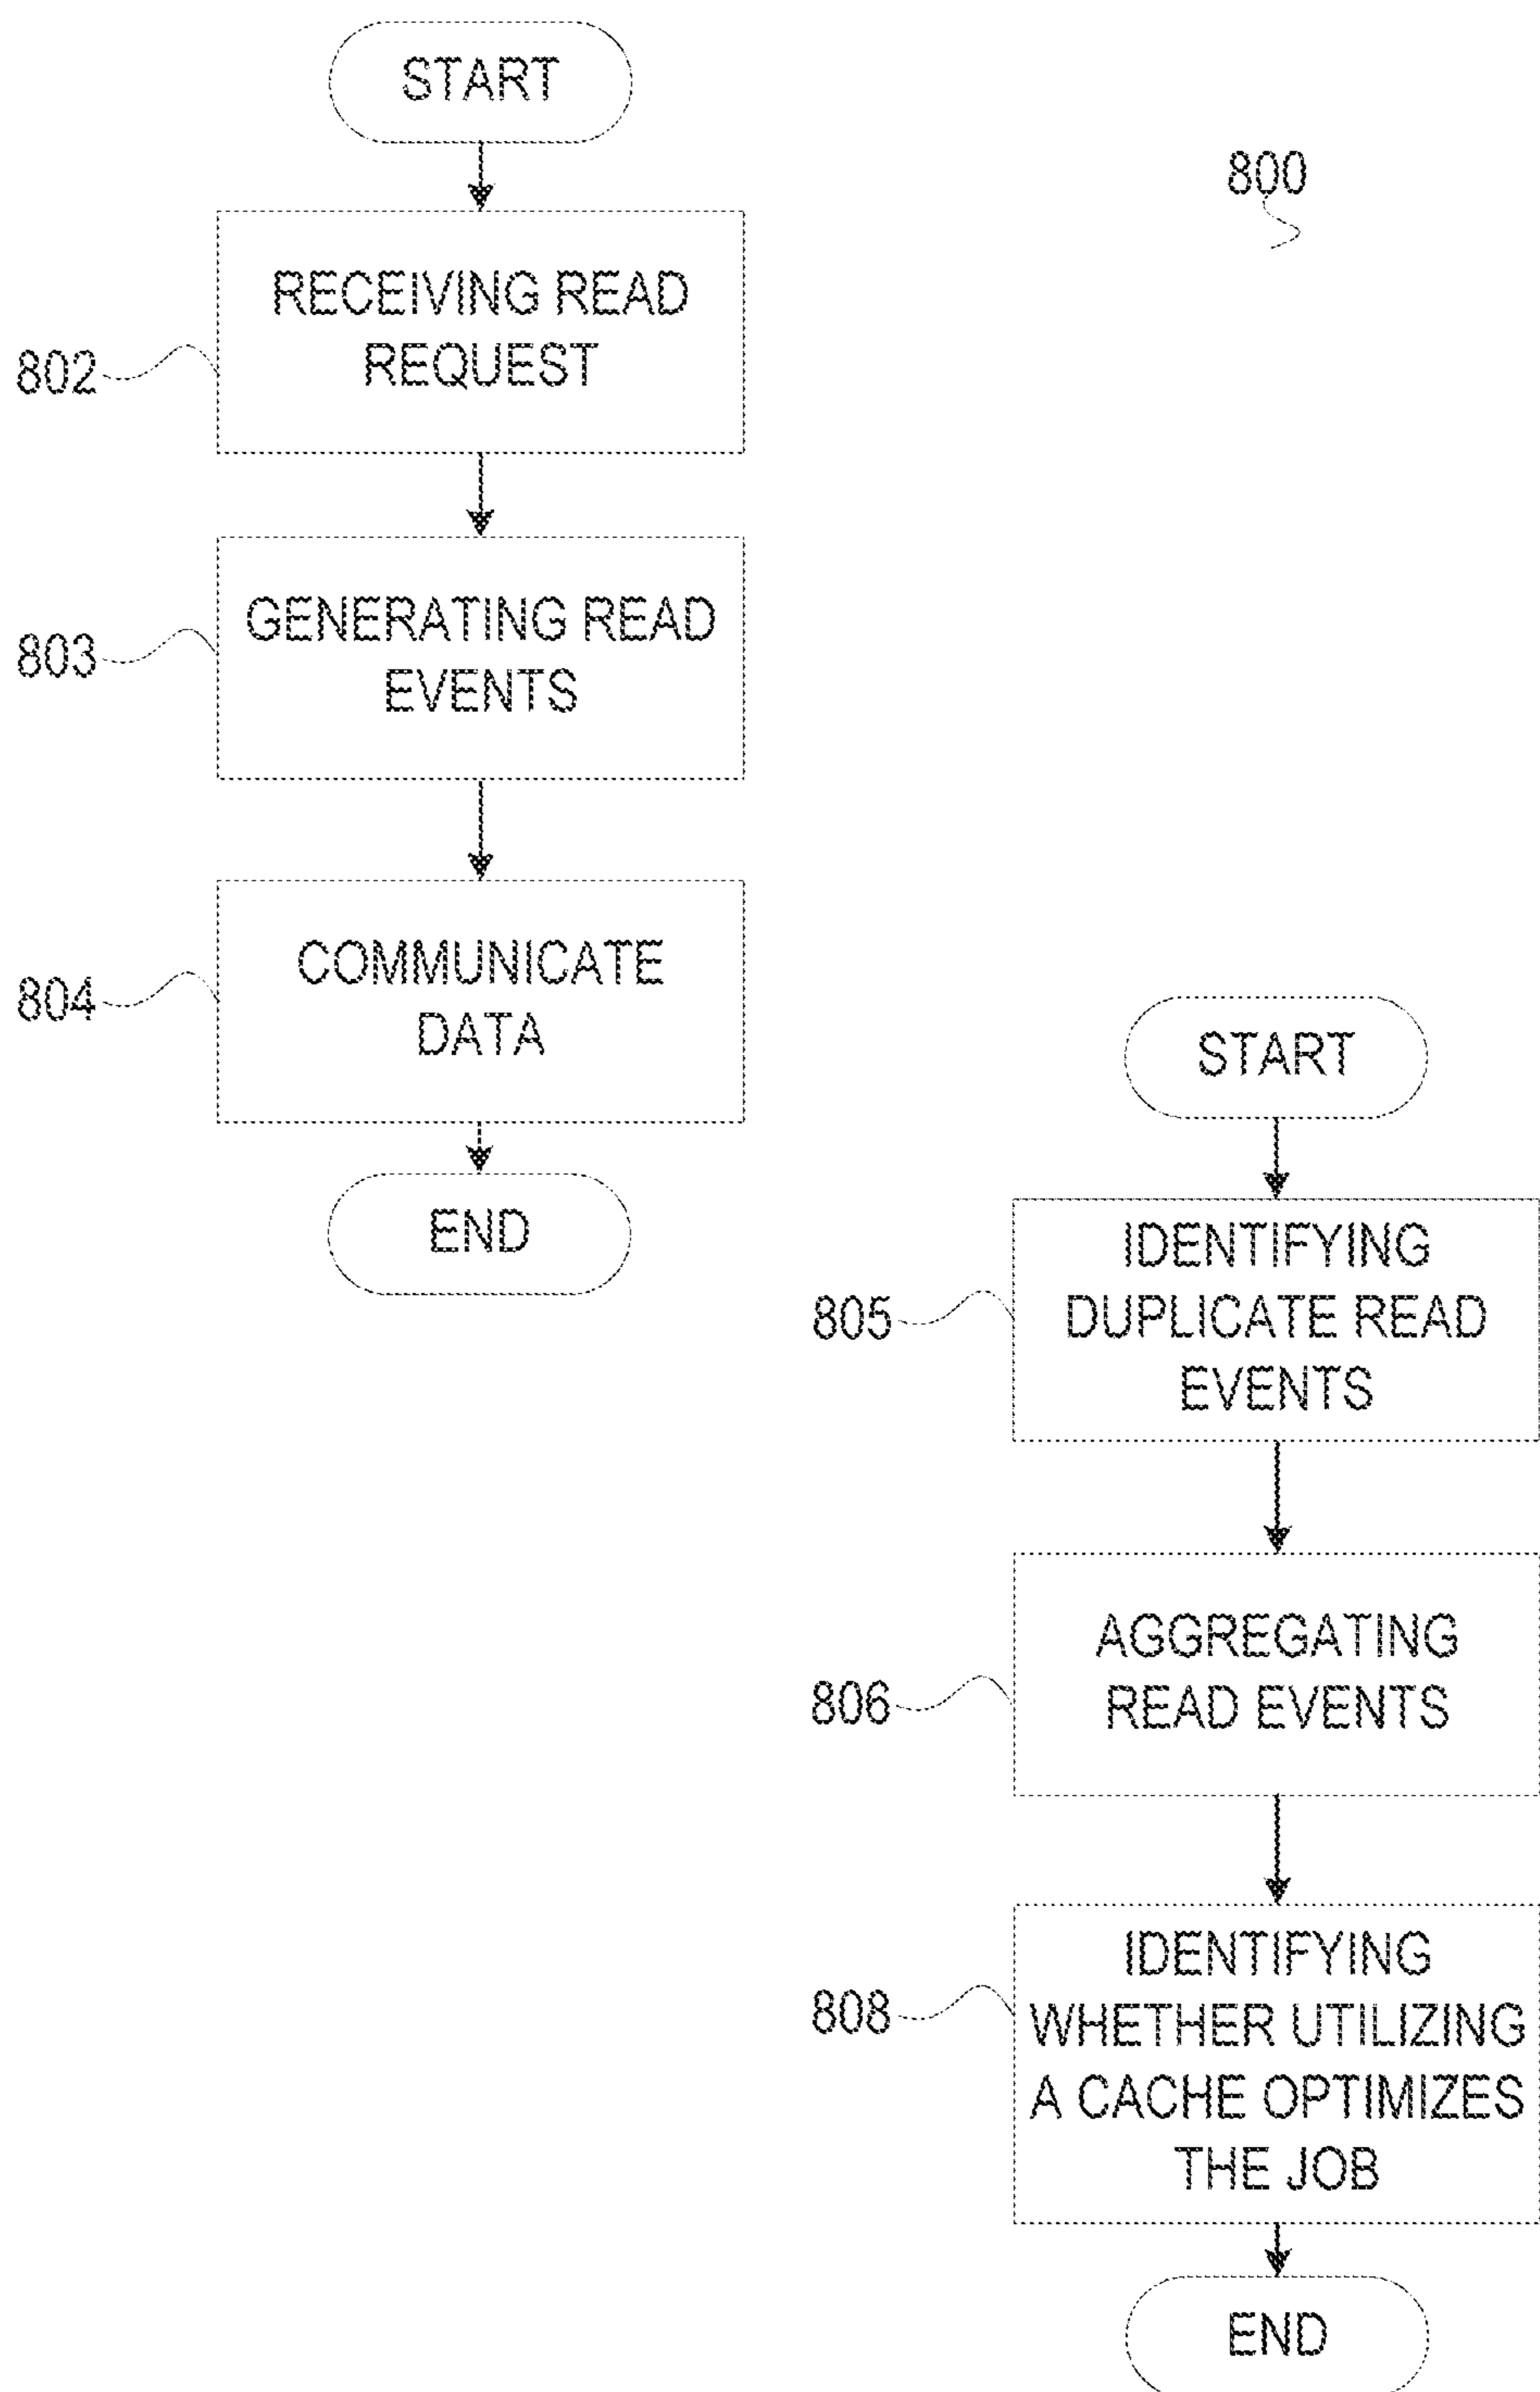 START
800
RECEIVING READ
REQUEST
802
GENERATING READ
EVENTS
803
COMMUNICATE
DATA
804
END
START
IDENTIFYING
DUPLICATE READ
EVENTS
805
AGGREGATING
READ EVENTS
806
IDENTIFYING
WHETHER UTILIZING
A CACHE OPTIMIZES
THE JOB
808
END